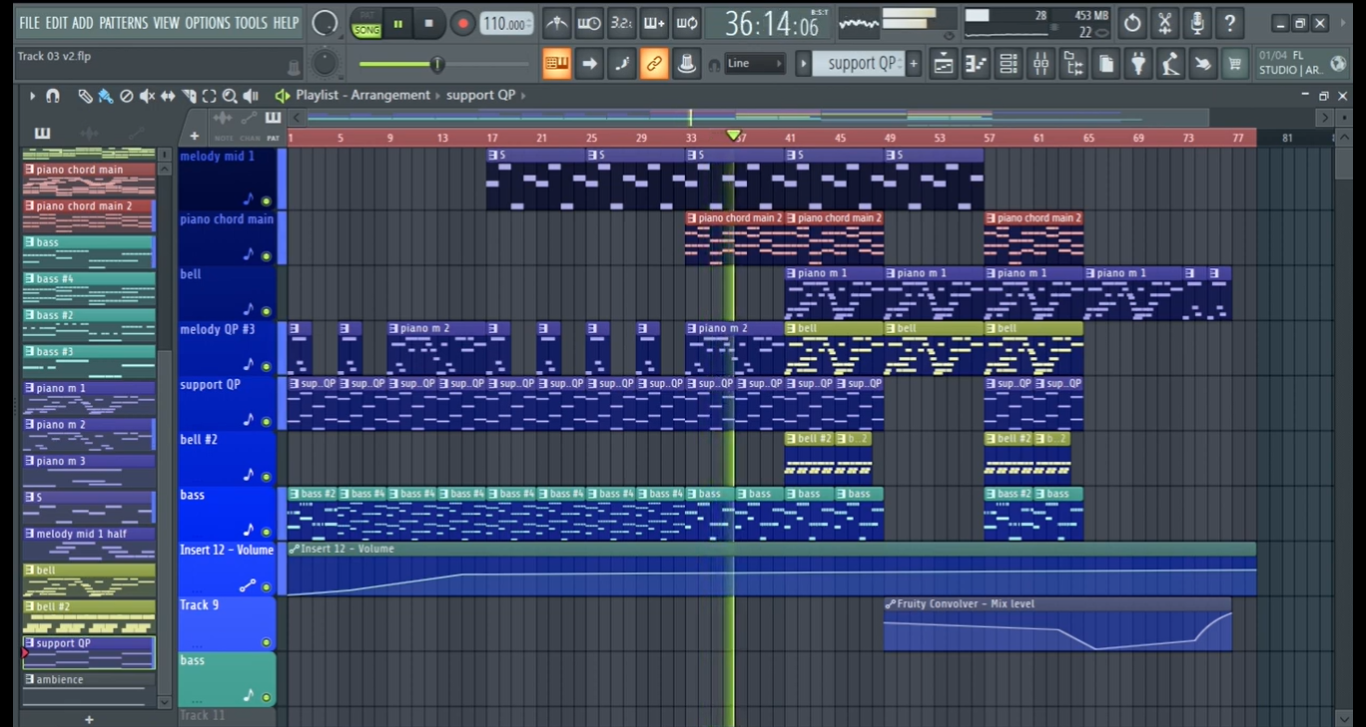 FILE EDIT ADD PATTERNS VIEW OPTIONS TOOLS HELP
PAT
SONG
110.000
3.2:
36:14:06
B:S:T
28
453 MB
22
Track 03 v2.flp
Line
support QP
01/04 FL
STUDIO | AR..
Playlist - Arrangement › support QP ›
NOTE CHAN PAT
1 5 9 13 17 21 25 29 33 37 41 45 49 53 57 61 65 69 73 77 81
piano chord main
piano chord main 2
bass
bass #4
bass #2
bass #3
piano m 1
piano m 2
piano m 3
S
melody mid 1 half
bell
bell #2
support QP
ambience
+
melody mid 1
S S S S S
piano chord main
piano chord main 2 piano chord main 2 piano chord main 2
bell
piano m 1 piano m 1 piano m 1 piano m 1
melody QP #3
piano m 2 piano m 2 bell bell bell
support QP
sup..QP sup..QP sup..QP sup..QP sup..QP sup..QP sup..QP sup..QP sup..QP sup..QP sup..QP sup..QP sup..QP sup..QP
bell #2
bell #2 b..2 bell #2 b..2
bass
bass #2 bass #4 bass #4 bass #4 bass #4 bass #4 bass #4 bass #4 bass bass bass bass bass #2 bass
Insert 12 - Volume
Insert 12 - Volume
Track 9
Fruity Convolver - Mix level
bass
Track 11